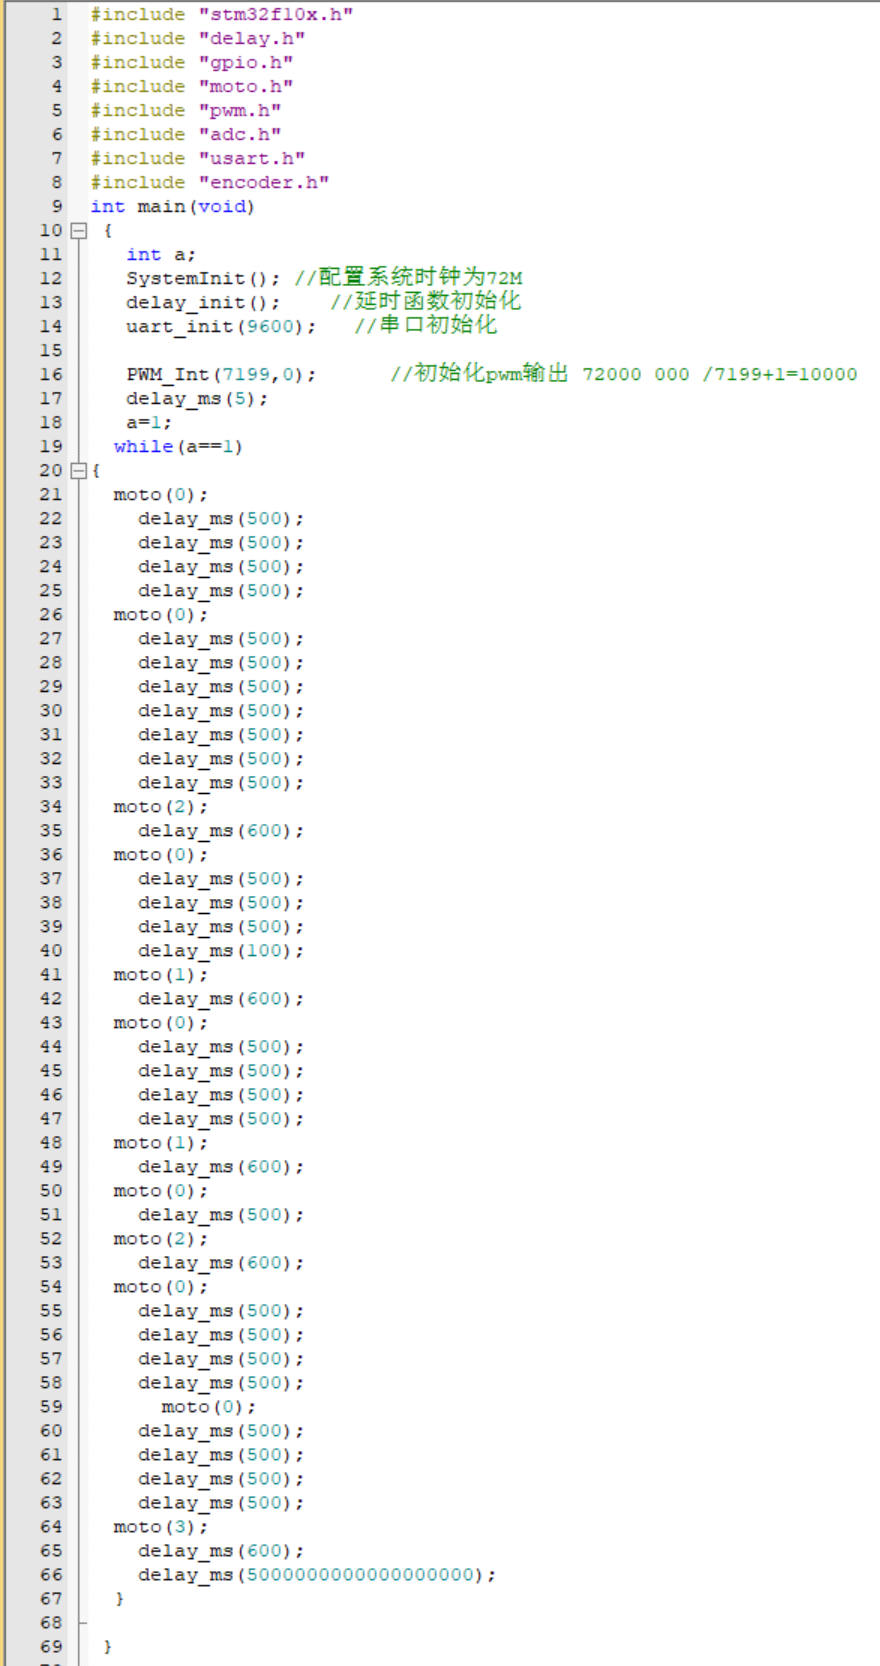 1 #include "stm32f10x.h"
2 #include "delay.h"
3 #include "gpio.h"
4 #include "moto.h"
5 #include "pwm.h"
6 #include "adc.h"
7 #include "usart.h"
8 #include "encoder.h"
9 int main(void)
10 {
11 int a;
12 SystemInit(); //配置系统时钟为72M
13 delay_init(); //延时函数初始化
14 uart_init(9600); //串口初始化
15
16 PWM_Int(7199,0); //初始化pwm输出 72000 000 /7199+1=10000
17 delay_ms(5);
18 a=1;
19 while(a==1)
20 {
21 moto(0);
22 delay_ms(500);
23 delay_ms(500);
24 delay_ms(500);
25 delay_ms(500);
26 moto(0);
27 delay_ms(500);
28 delay_ms(500);
29 delay_ms(500);
30 delay_ms(500);
31 delay_ms(500);
32 delay_ms(500);
33 delay_ms(500);
34 moto(2);
35 delay_ms(600);
36 moto(0);
37 delay_ms(500);
38 delay_ms(500);
39 delay_ms(500);
40 delay_ms(100);
41 moto(1);
42 delay_ms(600);
43 moto(0);
44 delay_ms(500);
45 delay_ms(500);
46 delay_ms(500);
47 delay_ms(500);
48 moto(1);
49 delay_ms(600);
50 moto(0);
51 delay_ms(500);
52 moto(2);
53 delay_ms(600);
54 moto(0);
55 delay_ms(500);
56 delay_ms(500);
57 delay_ms(500);
58 delay_ms(500);
59 moto(0);
60 delay_ms(500);
61 delay_ms(500);
62 delay_ms(500);
63 delay_ms(500);
64 moto(3);
65 delay_ms(600);
66 delay_ms(5000000000000000000);
67 }
68
69 }